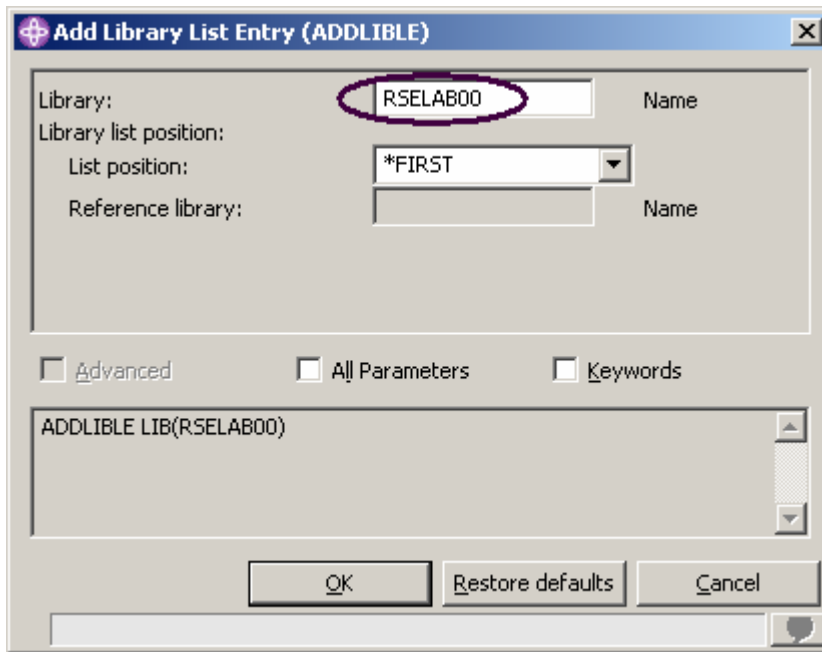 Add Library List Entry (ADDLIBLE)
Library: RSELAB00 Name
Library list position:
List position: *FIRST
Reference library: Name
Advanced All Parameters Keywords
ADDLIBLE LIB(RSELAB00)
OK Restore defaults Cancel